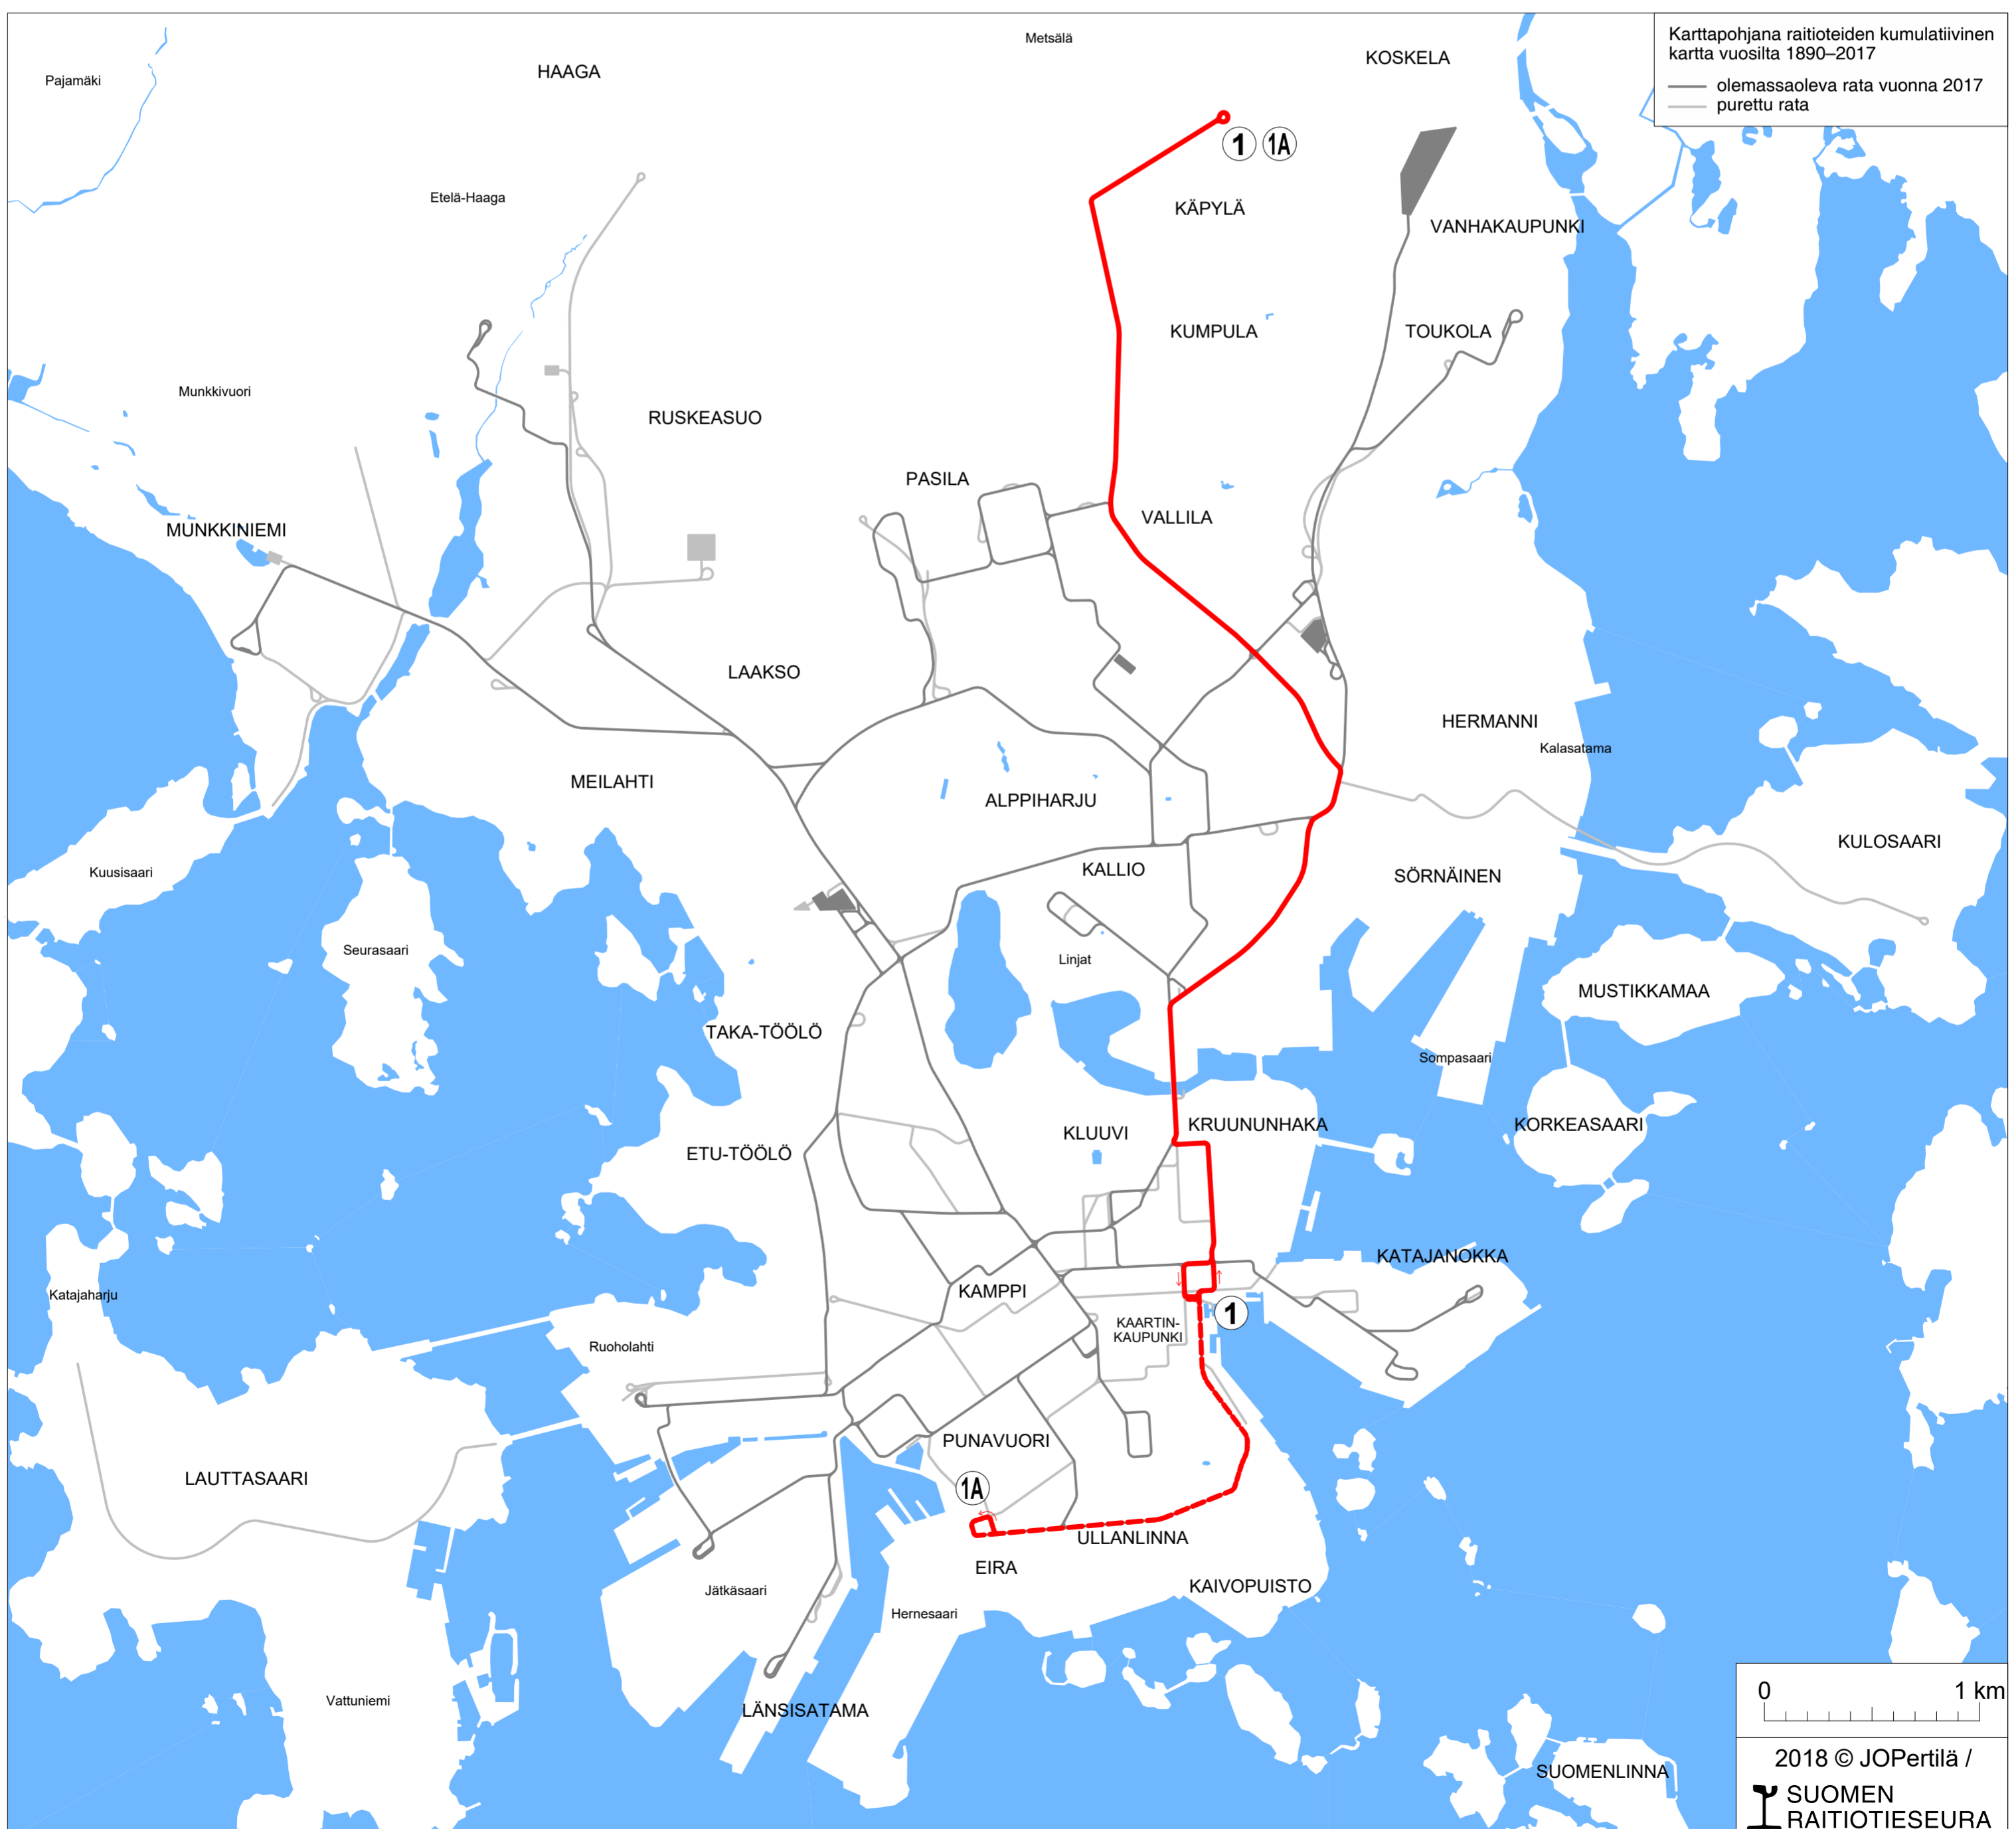 Karttapohjana raitioteiden kumulatiivinen
kartta vuosilta 1890–2017
olemassaoleva rata vuonna 2017
purettu rata
Metsälä
KOSKELA
HAAGA
Pajamäki
1 1A
Etelä-Haaga
KÄPYLÄ
VANHAKAUPUNKI
KUMPULA
TOUKOLA
Munkkivuori
RUSKEASUO
PASILA
VALLILA
MUNKKINIEMI
LAAKSO
HERMANNI
Kalasatama
MEILAHTI
ALPPIHARJU
KULOSAARI
KALLIO
Kuusisaari
SÖRNÄINEN
Seurasaari
Linjat
MUSTIKKAMAA
TAKA-TÖÖLÖ
Sompasaari
KLUUVI
KRUUNUNHAKA
KORKEASAARI
ETU-TÖÖLÖ
KATAJANOKKA
Katajaharju
KAMPPI
1
KAARTIN-
KAUPUNKI
Ruoholahti
PUNAVUORI
LAUTTASAARI
1A
ULLANLINNA
EIRA
KAIVOPUISTO
Jätkäsaari
Hernesaari
Vattuniemi
LÄNSISATAMA
SUOMENLINNA
0 1 km
2018 © JOPertilä /
SUOMEN
RAITIOTIESEURA